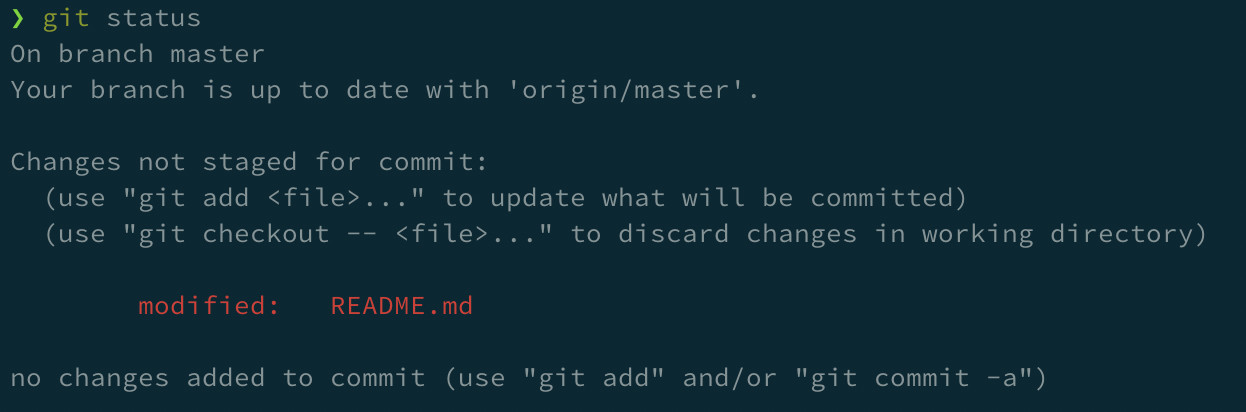 ❯ git status
On branch master
Your branch is up to date with 'origin/master'.

Changes not staged for commit:
  (use "git add <file>..." to update what will be committed)
  (use "git checkout -- <file>..." to discard changes in working directory)

        modified:   README.md

no changes added to commit (use "git add" and/or "git commit -a")